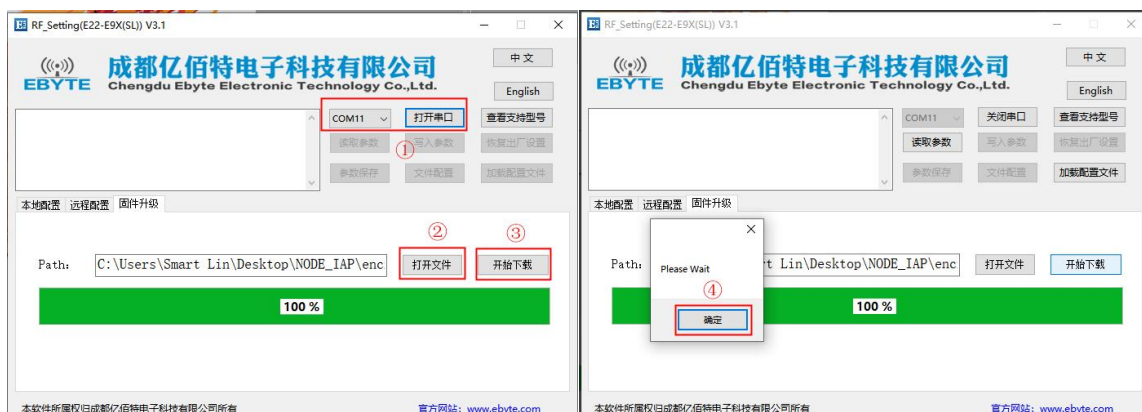 RF_Setting(E22-E9X(SL)) V3.1
EBYTE
成都亿佰特电子科技有限公司
Chengdu Ebyte Electronic Technology Co.,Ltd.
中文
English
COM11 打开串口 查看支持型号
①
读取参数 写入参数 恢复出厂设置
参数保存 文件配置 加载配置文件
本地配置 远程配置 固件升级
② ③
Path: C:\Users\Smart Lin\Desktop\NODE_IAP\enc 打开文件 开始下载
100 %
本软件所属权归成都亿佰特电子科技有限公司所有 官方网站: www.ebyte.com
RF_Setting(E22-E9X(SL)) V3.1
EBYTE
成都亿佰特电子科技有限公司
Chengdu Ebyte Electronic Technology Co.,Ltd.
中文
English
COM11 关闭串口 查看支持型号
读取参数 写入参数 恢复出厂设置
参数保存 文件配置 加载配置文件
本地配置 远程配置 固件升级
Path: rt Lin\Desktop\NODE_IAP\enc 打开文件 开始下载
Please Wait
④
确定
100 %
本软件所属权归成都亿佰特电子科技有限公司所有 官方网站: www.ebyte.com